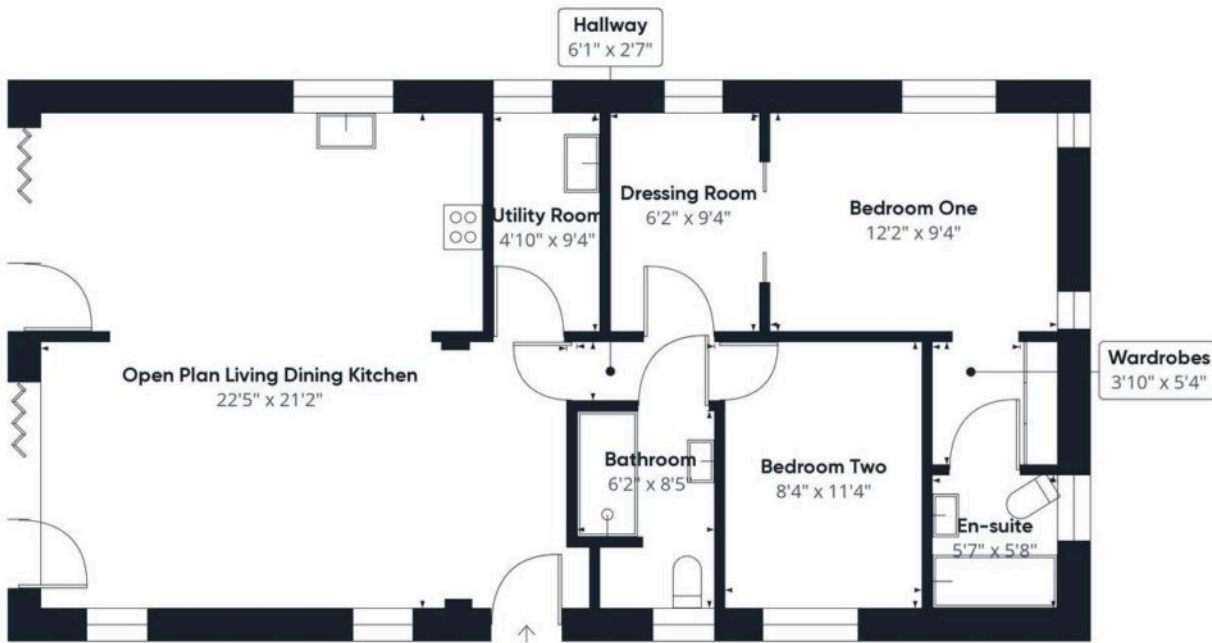 Hallway
6'1" x 2'7"
Utility Room
4'10" x 9'4"
Dressing Room
6'2" x 9'4"
Bedroom One
12'2" x 9'4"
Open Plan Living Dining Kitchen
22'5" x 21'2"
Wardrobes
3'10" x 5'4"
Bathroom
6'2" x 8'5
Bedroom Two
8'4" x 11'4"
En-suite
5'7" x 5'8"